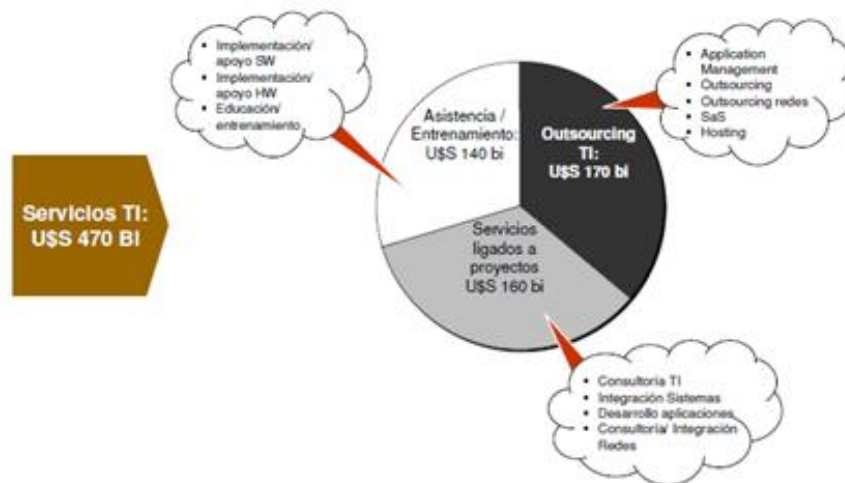 ▪ Implementación/
apoyo SW
▪ Implementación/
apoyo HW
▪ Educación/
entrenamiento
▪ Application
Management
▪ Outsourcing
▪ Outsourcing redes
▪ SaS
▪ Hosting
Asistencia /
Entrenamiento:
U$S 140 bi
Outsourcing
TI:
U$S 170 bi
Servicios TI:
U$S 470 BI
Servicios
ligados a
proyectos
U$S 160 bi
▪ Consultoría TI
▪ Integración Sistemas
▪ Desarrollo aplicaciones
▪ Consultoría/ Integración
Redes